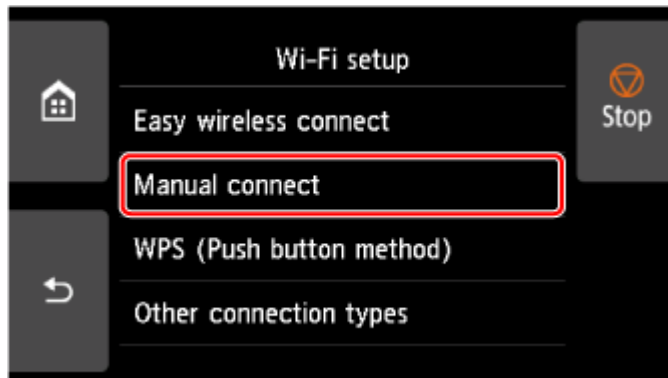 Wi-Fi setup
Easy wireless connect
Stop
Manual connect
WPS (Push button method)
Other connection types